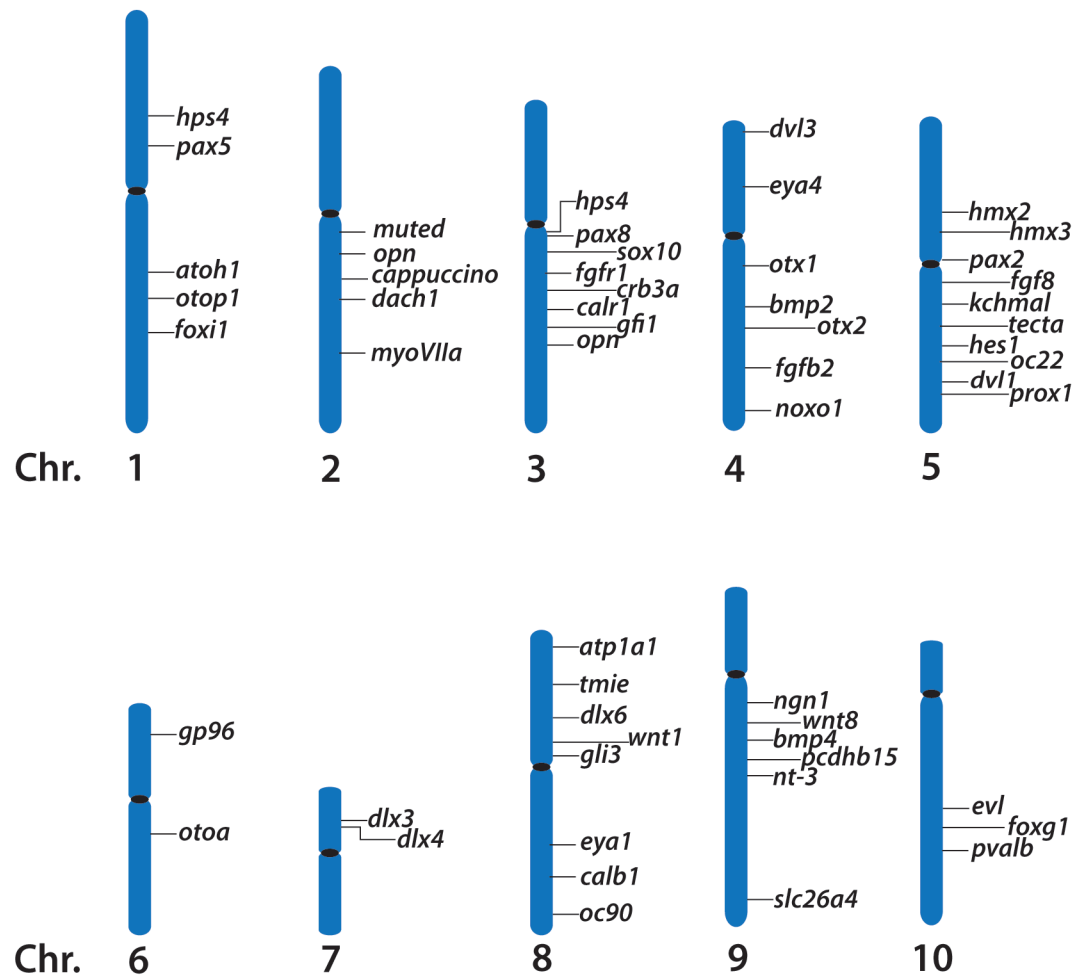 hps4
pax5
atoh1
otop1
foxi1
muted
opn
cappuccino
dach1
myoVIIa
hps4
pax8
sox10
fgfr1
crb3a
calr1
gfi1
opn
dvl3
eya4
otx1
bmp2
otx2
fgfb2
noxo1
hmx2
hmx3
pax2
fgf8
kchmal
tecta
hes1
oc22
dvl1
prox1
Chr. 1 2 3 4 5
gp96
otoa
dlx3
dlx4
atp1a1
tmie
dlx6
wnt1
gli3
eya1
calb1
oc90
ngn1
wnt8
bmp4
pcdhb15
nt-3
slc26a4
evl
foxg1
pvalb
Chr. 6 7 8 9 10